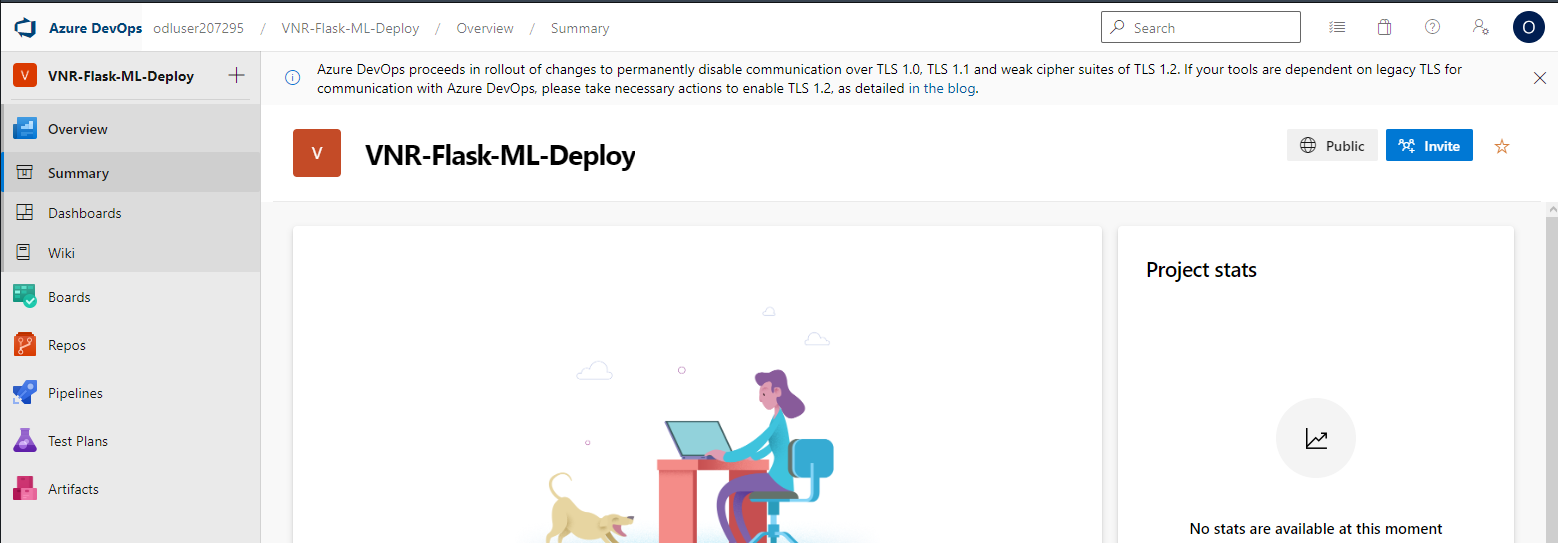 Azure DevOps odluser207295 / VNR-Flask-ML-Deploy / Overview / Summary Search O
V VNR-Flask-ML-Deploy
Azure DevOps proceeds in rollout of changes to permanently disable communication over TLS 1.0, TLS 1.1 and weak cipher suites of TLS 1.2. If your tools are dependent on legacy TLS for
communication with Azure DevOps, please take necessary actions to enable TLS 1.2, as detailed in the blog.
Overview
Summary
Dashboards
Wiki
Boards
Repos
Pipelines
Test Plans
Artifacts
V VNR-Flask-ML-Deploy
Public Invite
Project stats
No stats are available at this moment